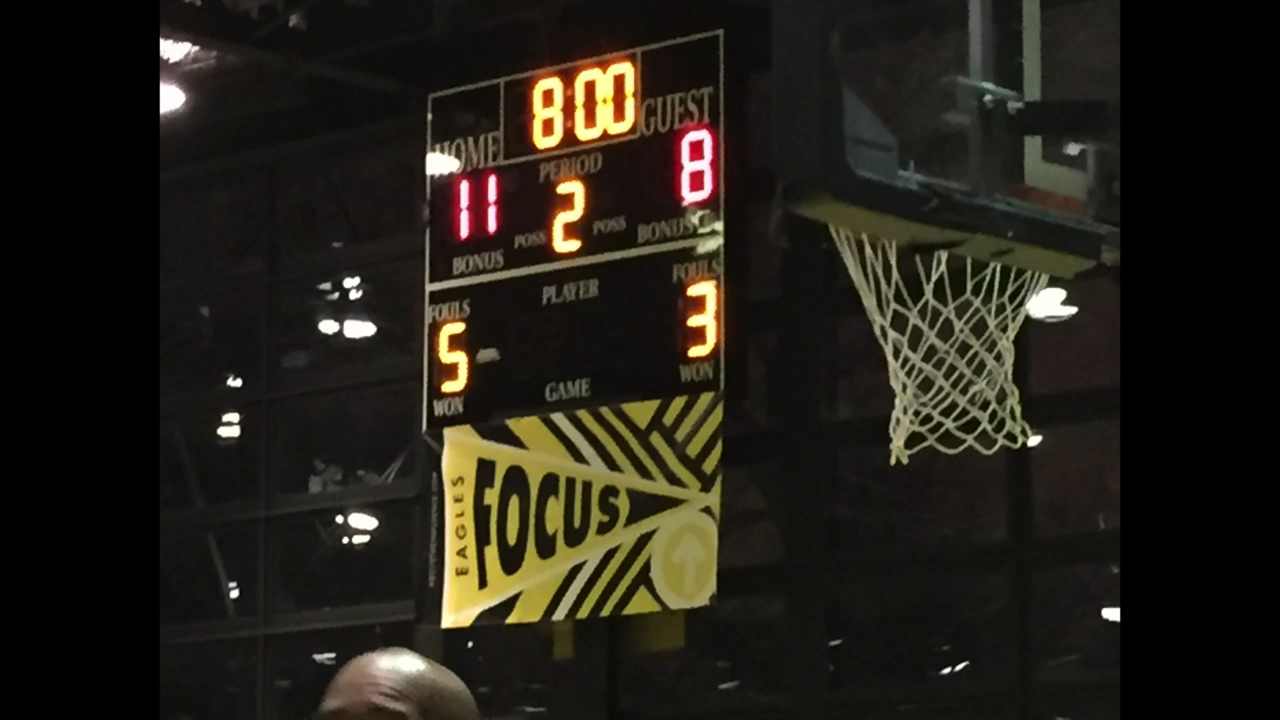 8:00
HOME GUEST
PERIOD
11 2 8
POSS POSS
BONUS BONUS
FOULS PLAYER FOULS
5 3
WON GAME WON
EAGLES
FOCUS